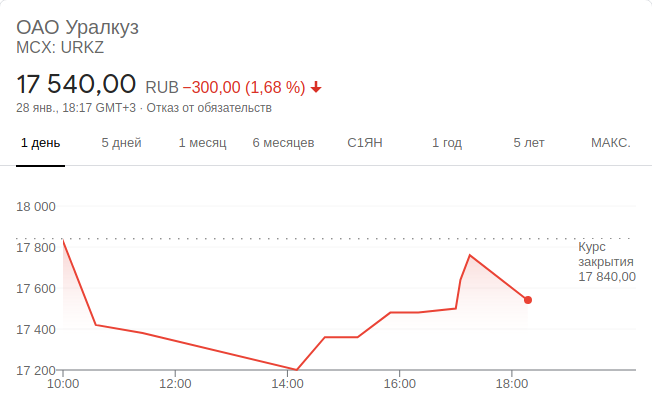 ОАО Уралкуз
MCX: URKZ
17 540,00 RUB −300,00 (1,68 %)
28 янв., 18:17 GMT+3 · Отказ от обязательств
1 день 5 дней 1 месяц 6 месяцев С1ЯН 1 год 5 лет МАКС.
18 000
17 800
17 600
17 400
17 200
Курс
закрытия
17 840,00
10:00 12:00 14:00 16:00 18:00